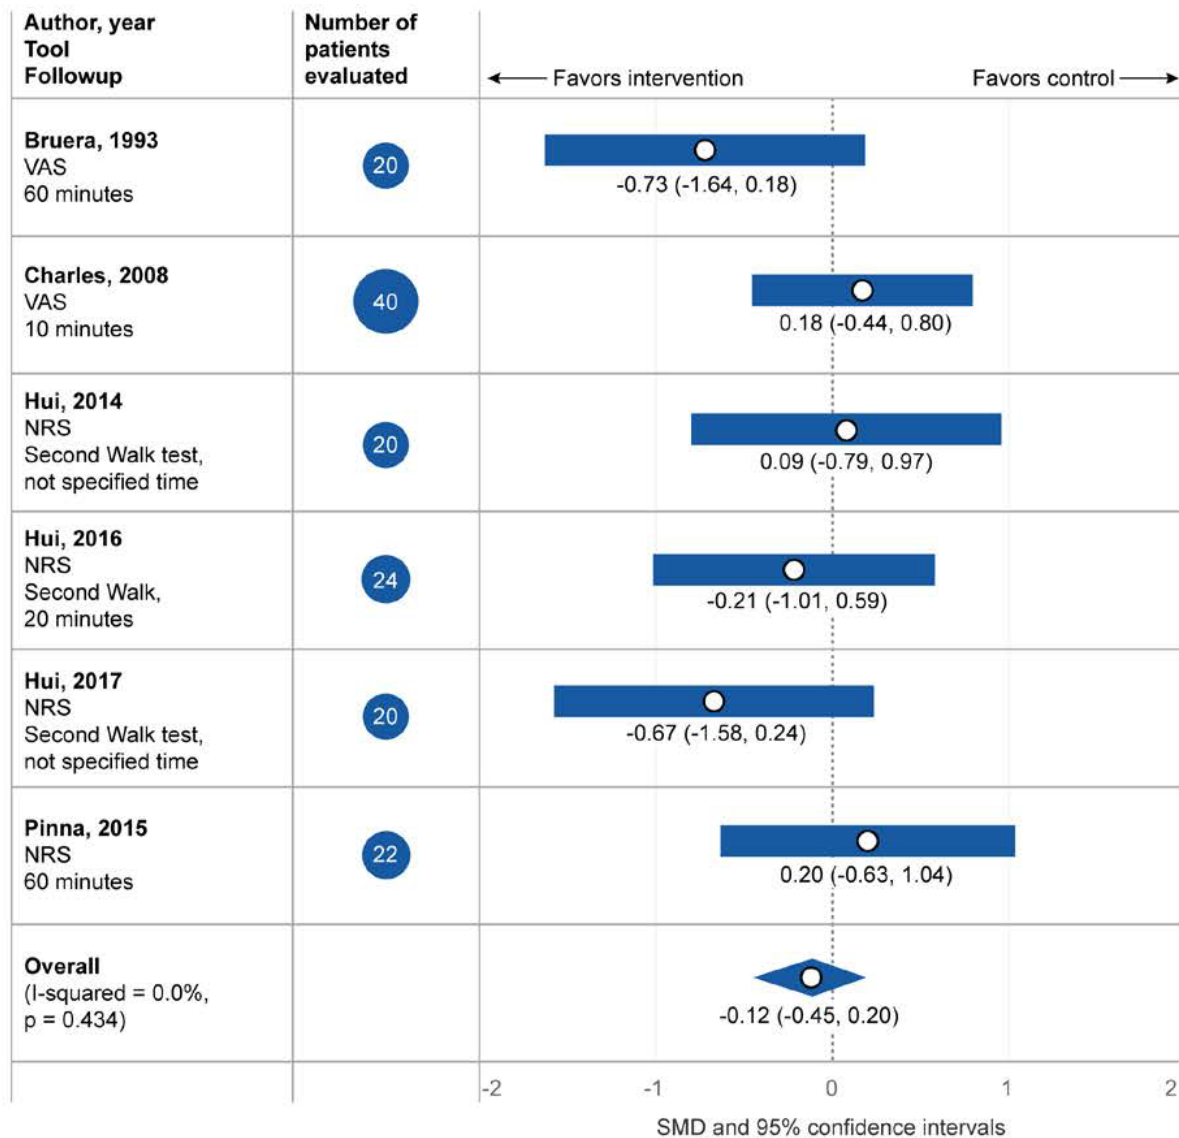 Author, year
Tool
Followup
Number of
patients
evaluated
Favors intervention
Favors control
Bruera, 1993
VAS
60 minutes
20
-0.73 (-1.64, 0.18)
Charles, 2008
VAS
10 minutes
40
0.18 (-0.44, 0.80)
Hui, 2014
NRS
Second Walk test,
not specified time
20
0.09 (-0.79, 0.97)
Hui, 2016
NRS
Second Walk,
20 minutes
24
-0.21 (-1.01, 0.59)
Hui, 2017
NRS
Second Walk test,
not specified time
20
-0.67 (-1.58, 0.24)
Pinna, 2015
NRS
60 minutes
22
0.20 (-0.63, 1.04)
Overall
(I-squared = 0.0%,
p = 0.434)
-0.12 (-0.45, 0.20)
-2 -1 0 1 2
SMD and 95% confidence intervals